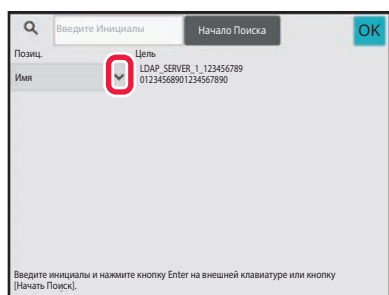 Введите Инициалы
Начало Поиска
OK
Позиц.
Цель
Имя
LDAP_SERVER_1_123456789
01234568901234567890
Введите инициалы и нажмите кнопку Enter на внешней клавиатуре или кнопку
[Начать Поиск].